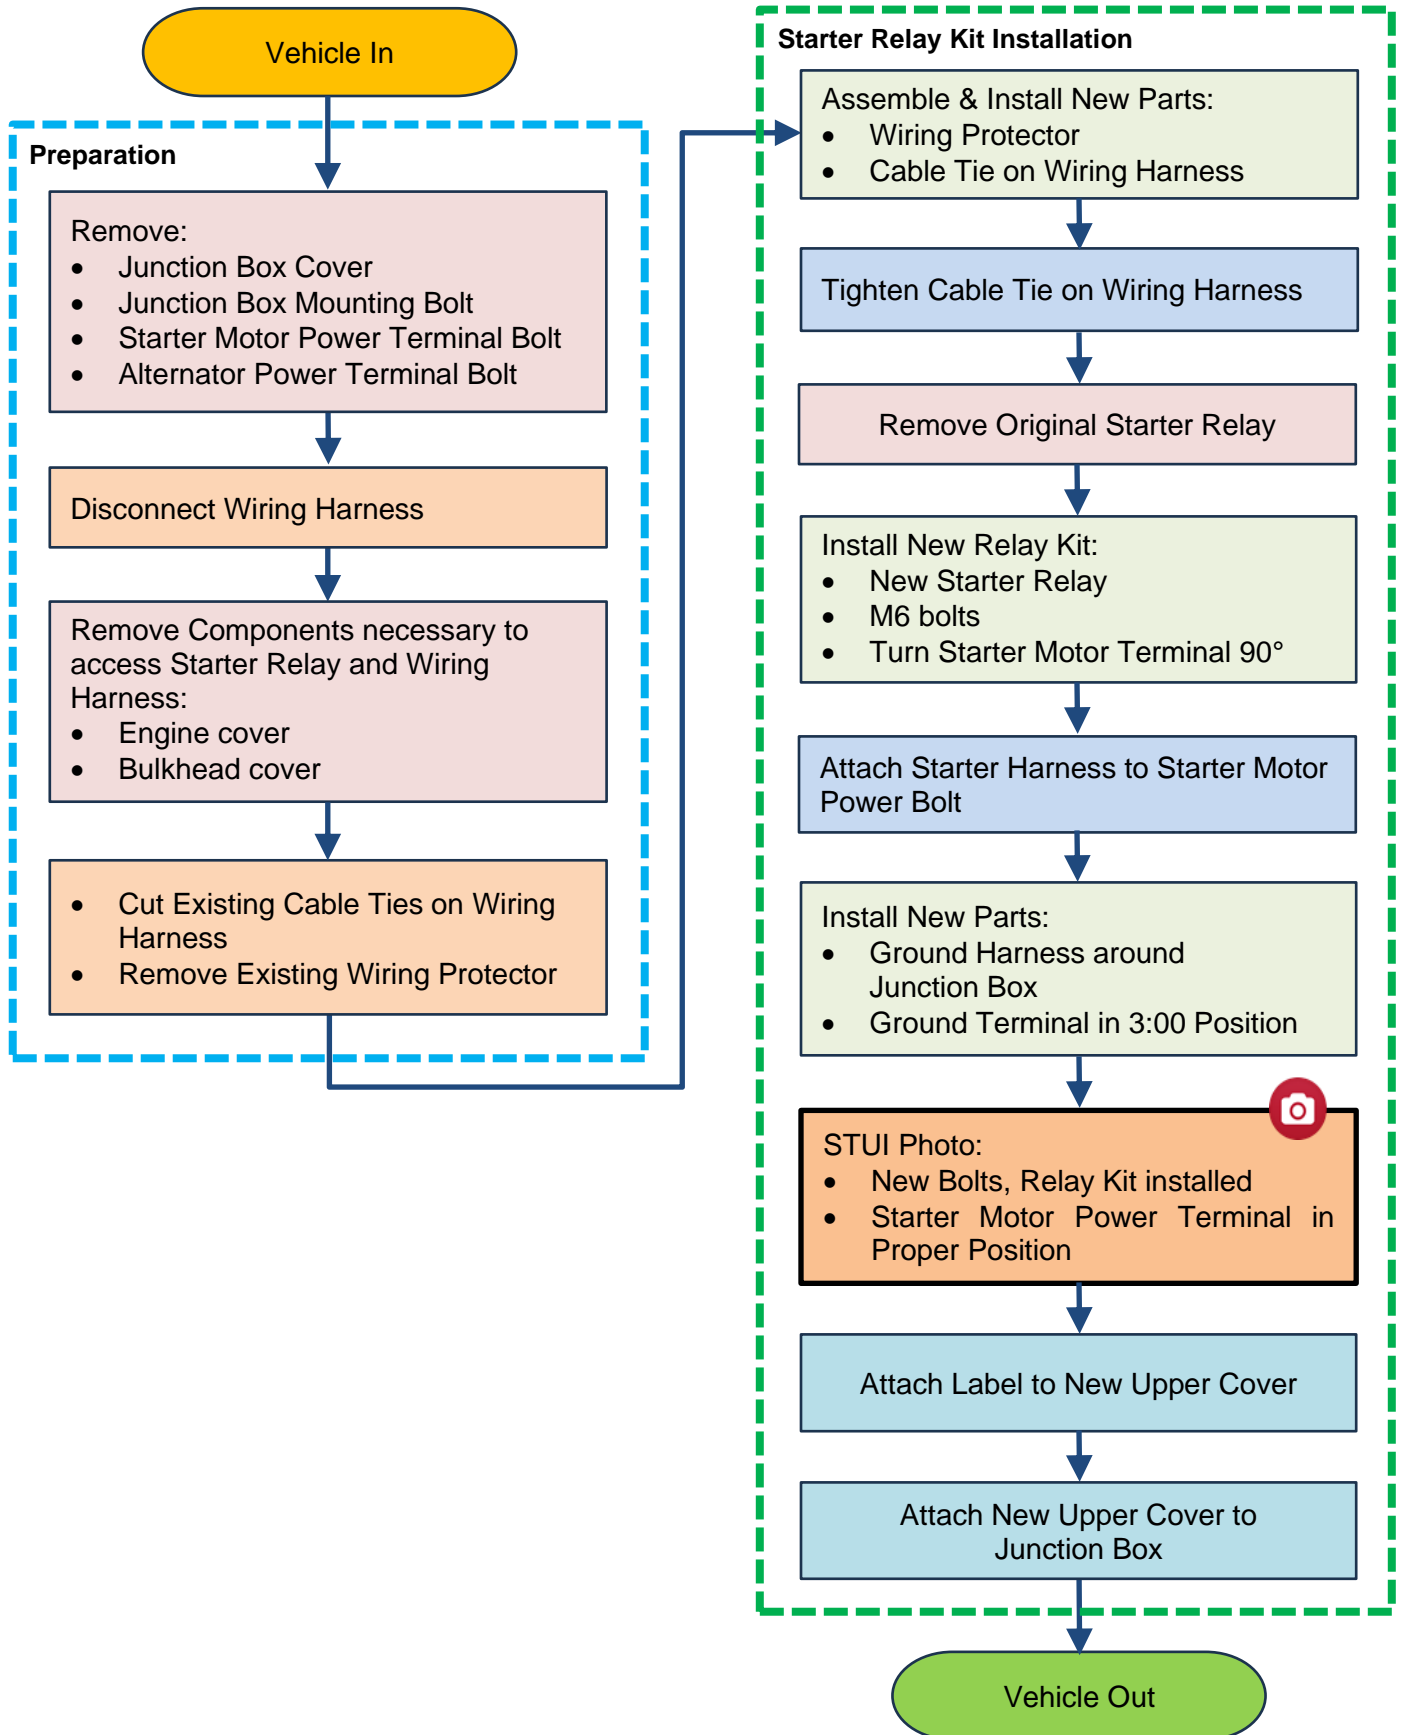 Vehicle In
Preparation
Remove:
• Junction Box Cover
• Junction Box Mounting Bolt
• Starter Motor Power Terminal Bolt
• Alternator Power Terminal Bolt
Disconnect Wiring Harness
Remove Components necessary to
access Starter Relay and Wiring
Harness:
• Engine cover
• Bulkhead cover
• Cut Existing Cable Ties on Wiring
Harness
• Remove Existing Wiring Protector
Starter Relay Kit Installation
Assemble & Install New Parts:
• Wiring Protector
• Cable Tie on Wiring Harness
Tighten Cable Tie on Wiring Harness
Remove Original Starter Relay
Install New Relay Kit:
• New Starter Relay
• M6 bolts
• Turn Starter Motor Terminal 90°
Attach Starter Harness to Starter Motor
Power Bolt
Install New Parts:
• Ground Harness around
Junction Box
• Ground Terminal in 3:00 Position
STUI Photo:
• New Bolts, Relay Kit installed
• Starter Motor Power Terminal in
Proper Position
Attach Label to New Upper Cover
Attach New Upper Cover to
Junction Box
Vehicle Out